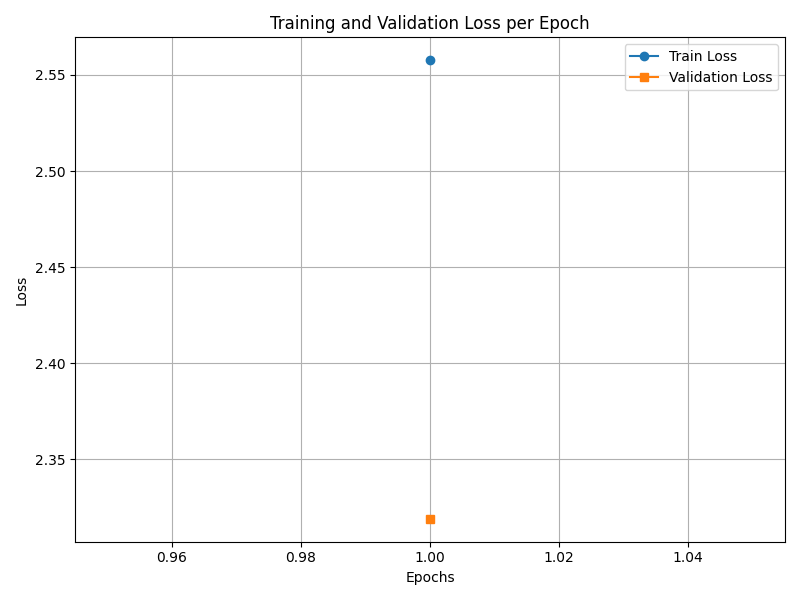 Training and Validation Loss per Epoch
Train Loss
Validation Loss
2.55
2.50
2.45
2.40
2.35
Loss
0.96 0.98 1.00 1.02 1.04
Epochs